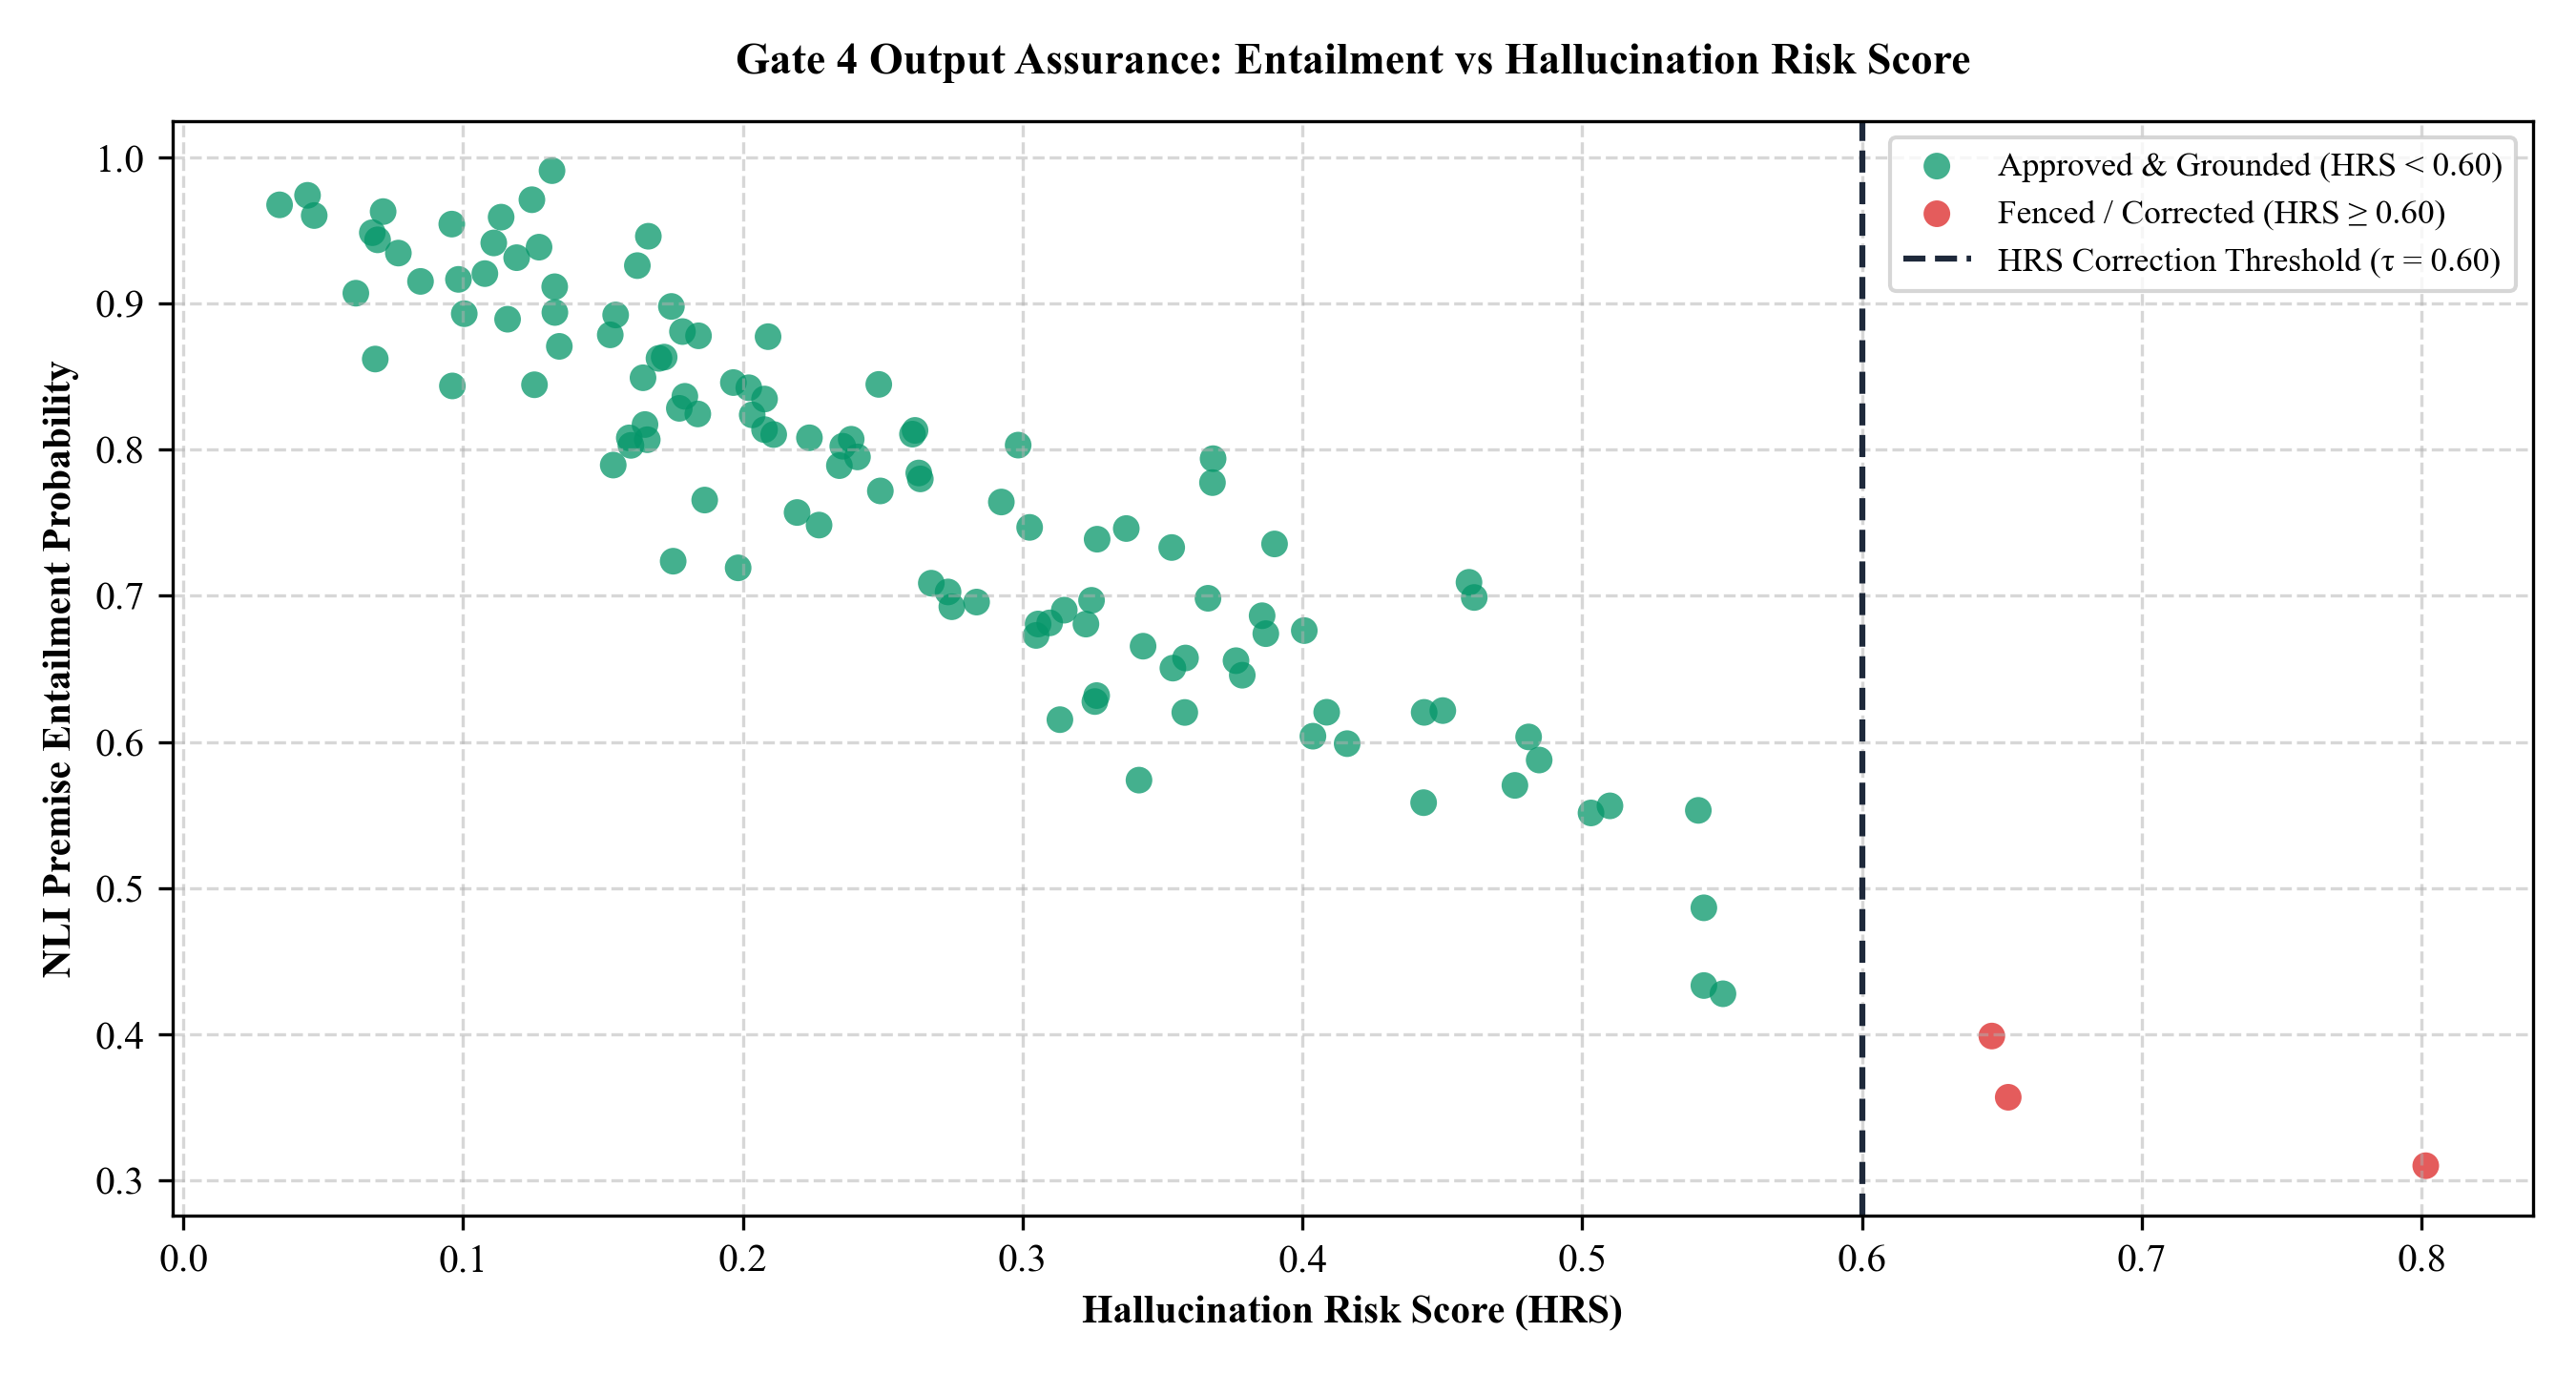 Gate 4 Output Assurance: Entailment vs Hallucination Risk Score
Approved & Grounded (HRS < 0.60)
Fenced / Corrected (HRS ≥ 0.60)
HRS Correction Threshold (τ = 0.60)
NLI Premise Entailment Probability
1.0
0.9
0.8
0.7
0.6
0.5
0.4
0.3
0.0 0.1 0.2 0.3 0.4 0.5 0.6 0.7 0.8
Hallucination Risk Score (HRS)